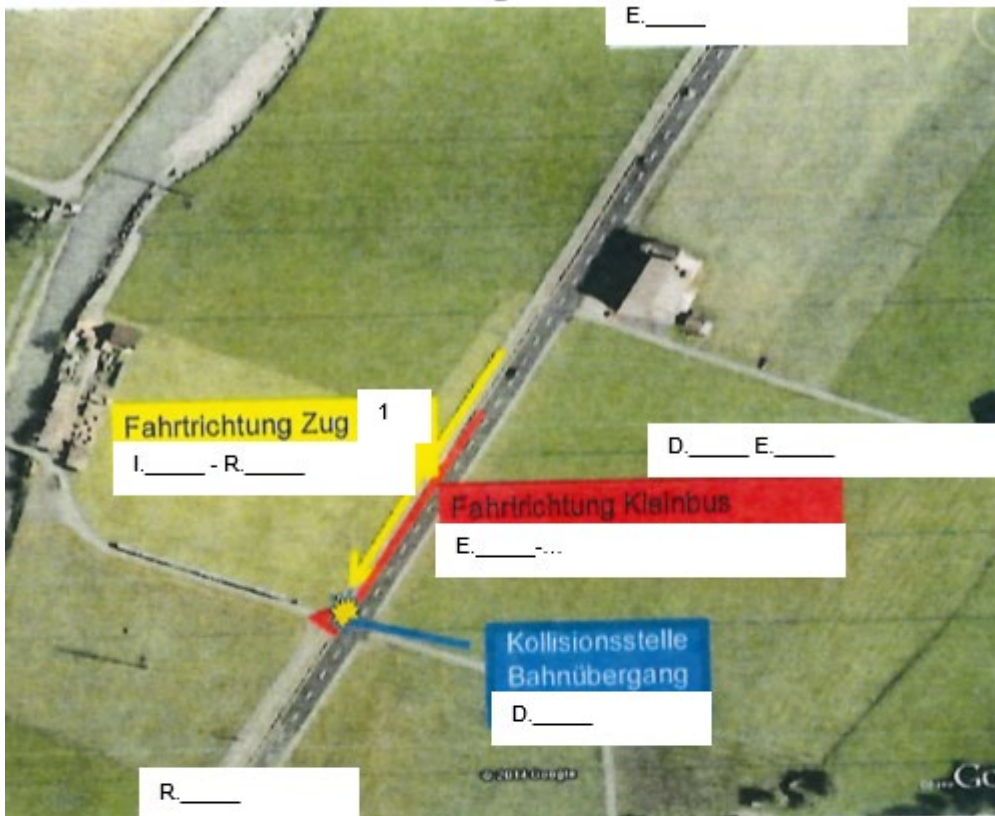 E._____
Fahrtrichtung Zug 1
I._____ - R._____
D._____ E._____
Fahrtrichtung Kleinbus
E._____-...
Kollisionsstelle
Bahnübergang
D._____
R._____
© 2014 Google